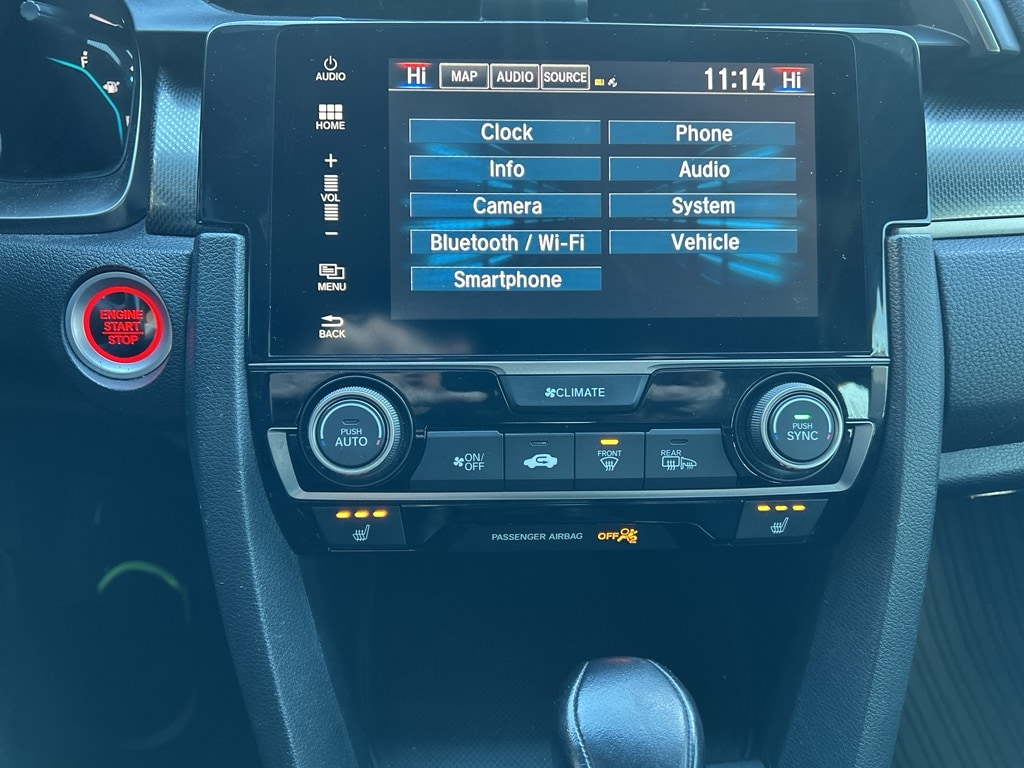 F
AUDIO
Hi MAP AUDIO SOURCE 11:14 Hi
HOME
Clock Phone
Info Audio
+
VOL
-
Camera System
Bluetooth / Wi-Fi Vehicle
MENU
Smartphone
BACK
ENGINE
START
STOP
CLIMATE
PUSH
AUTO
ON/
OFF
FRONT
REAR
PUSH
SYNC
PASSENGER AIRBAG OFF